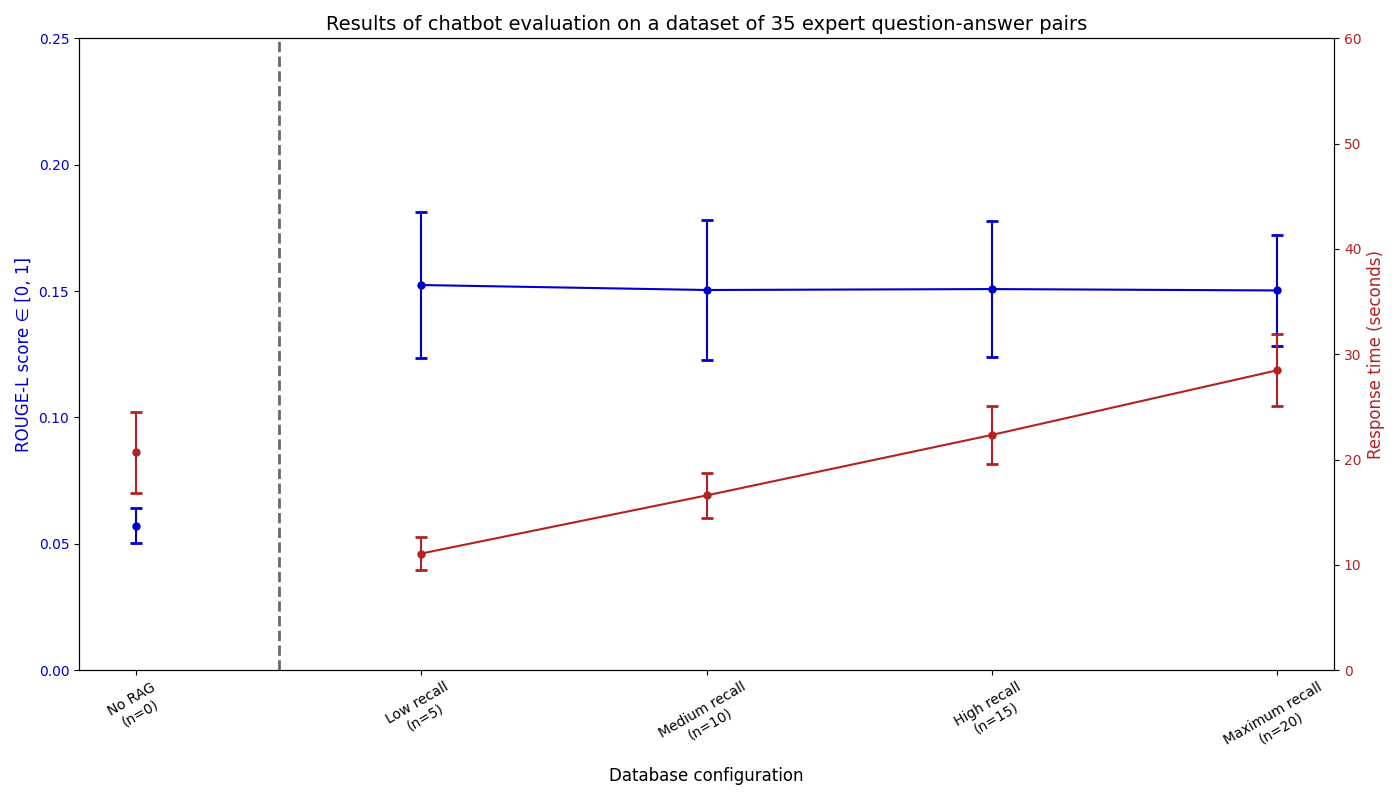 Results of chatbot evaluation on a dataset of 35 expert question-answer pairs
0.25
0.20
0.15
0.10
0.05
0.00
ROUGE-L score ∈ [0, 1]
60
50
40
30
20
10
0
Response time (seconds)
No RAG
(n=0)
Low recall
(n=5)
Medium recall
(n=10)
High recall
(n=15)
Maximum recall
(n=20)
Database configuration